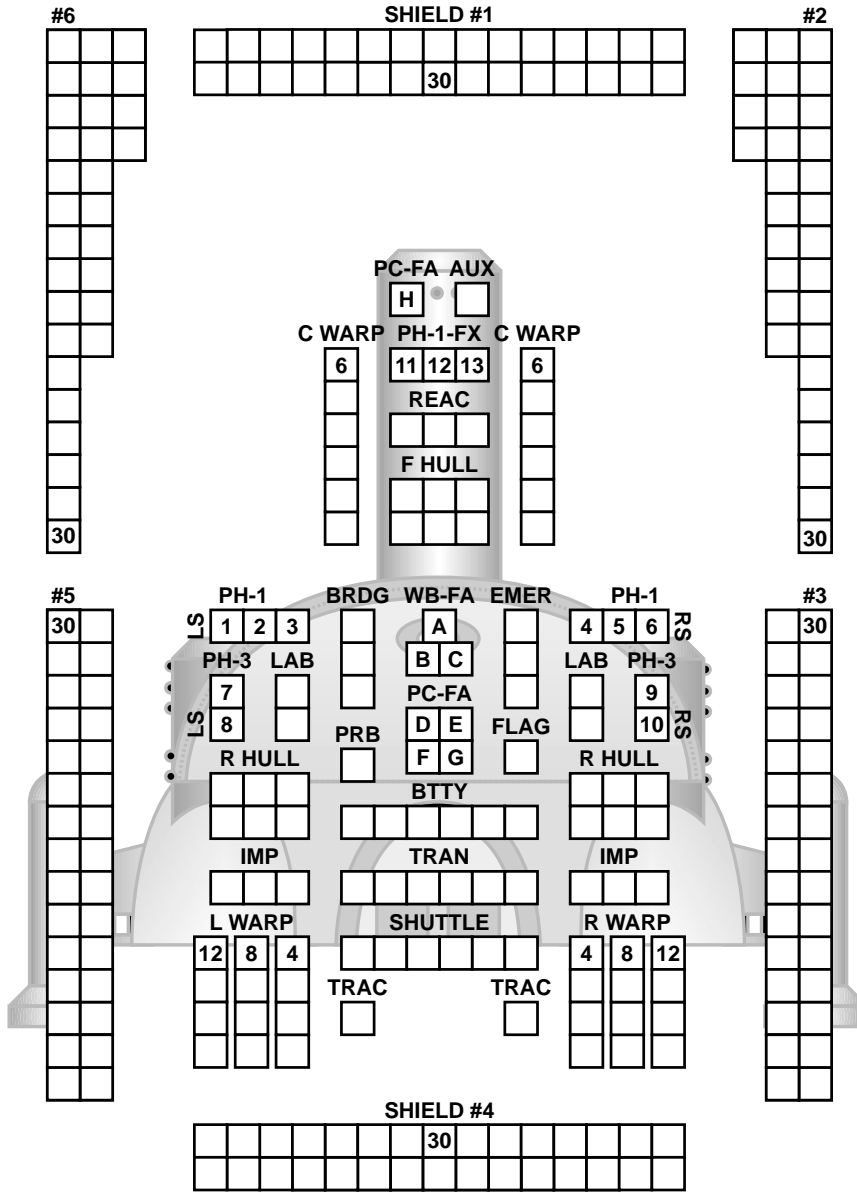 #6 SHIELD #1 #2
30
PC-FA AUX
H
C WARP PH-1-FX C WARP
6 11 12 13 6
REAC
F HULL
30 30
#5 PH-1 BRDG WB-FA EMER PH-1 #3
30 LS 1 2 3 A 4 5 6 RS 30
PH-3 LAB B C LAB PH-3
7 PC-FA 9
LS 8 D E 10 RS
PRB FLAG
F G
R HULL R HULL
BTTY
IMP TRAN IMP
L WARP SHUTTLE R WARP
12 8 4 4 8 12
TRAC TRAC
SHIELD #4
30